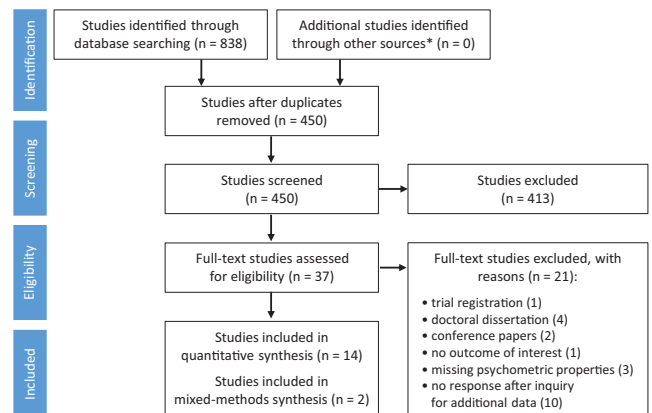 Identification
Studies identified through
database searching (n = 838)
Additional studies identified
through other sources* (n = 0)
Studies after duplicates
removed (n = 450)
Screening
Studies screened
(n = 450)
Studies excluded
(n = 413)
Eligibility
Full-text studies assessed
for eligibility (n = 37)
Full-text studies excluded, with
reasons (n = 21):
• trial registration (1)
• doctoral dissertation (4)
• conference papers (2)
• no outcome of interest (1)
• missing psychometric properties (3)
• no response after inquiry
for additional data (10)
Included
Studies included in
quantitative synthesis (n = 14)
Studies included in
mixed-methods synthesis (n = 2)